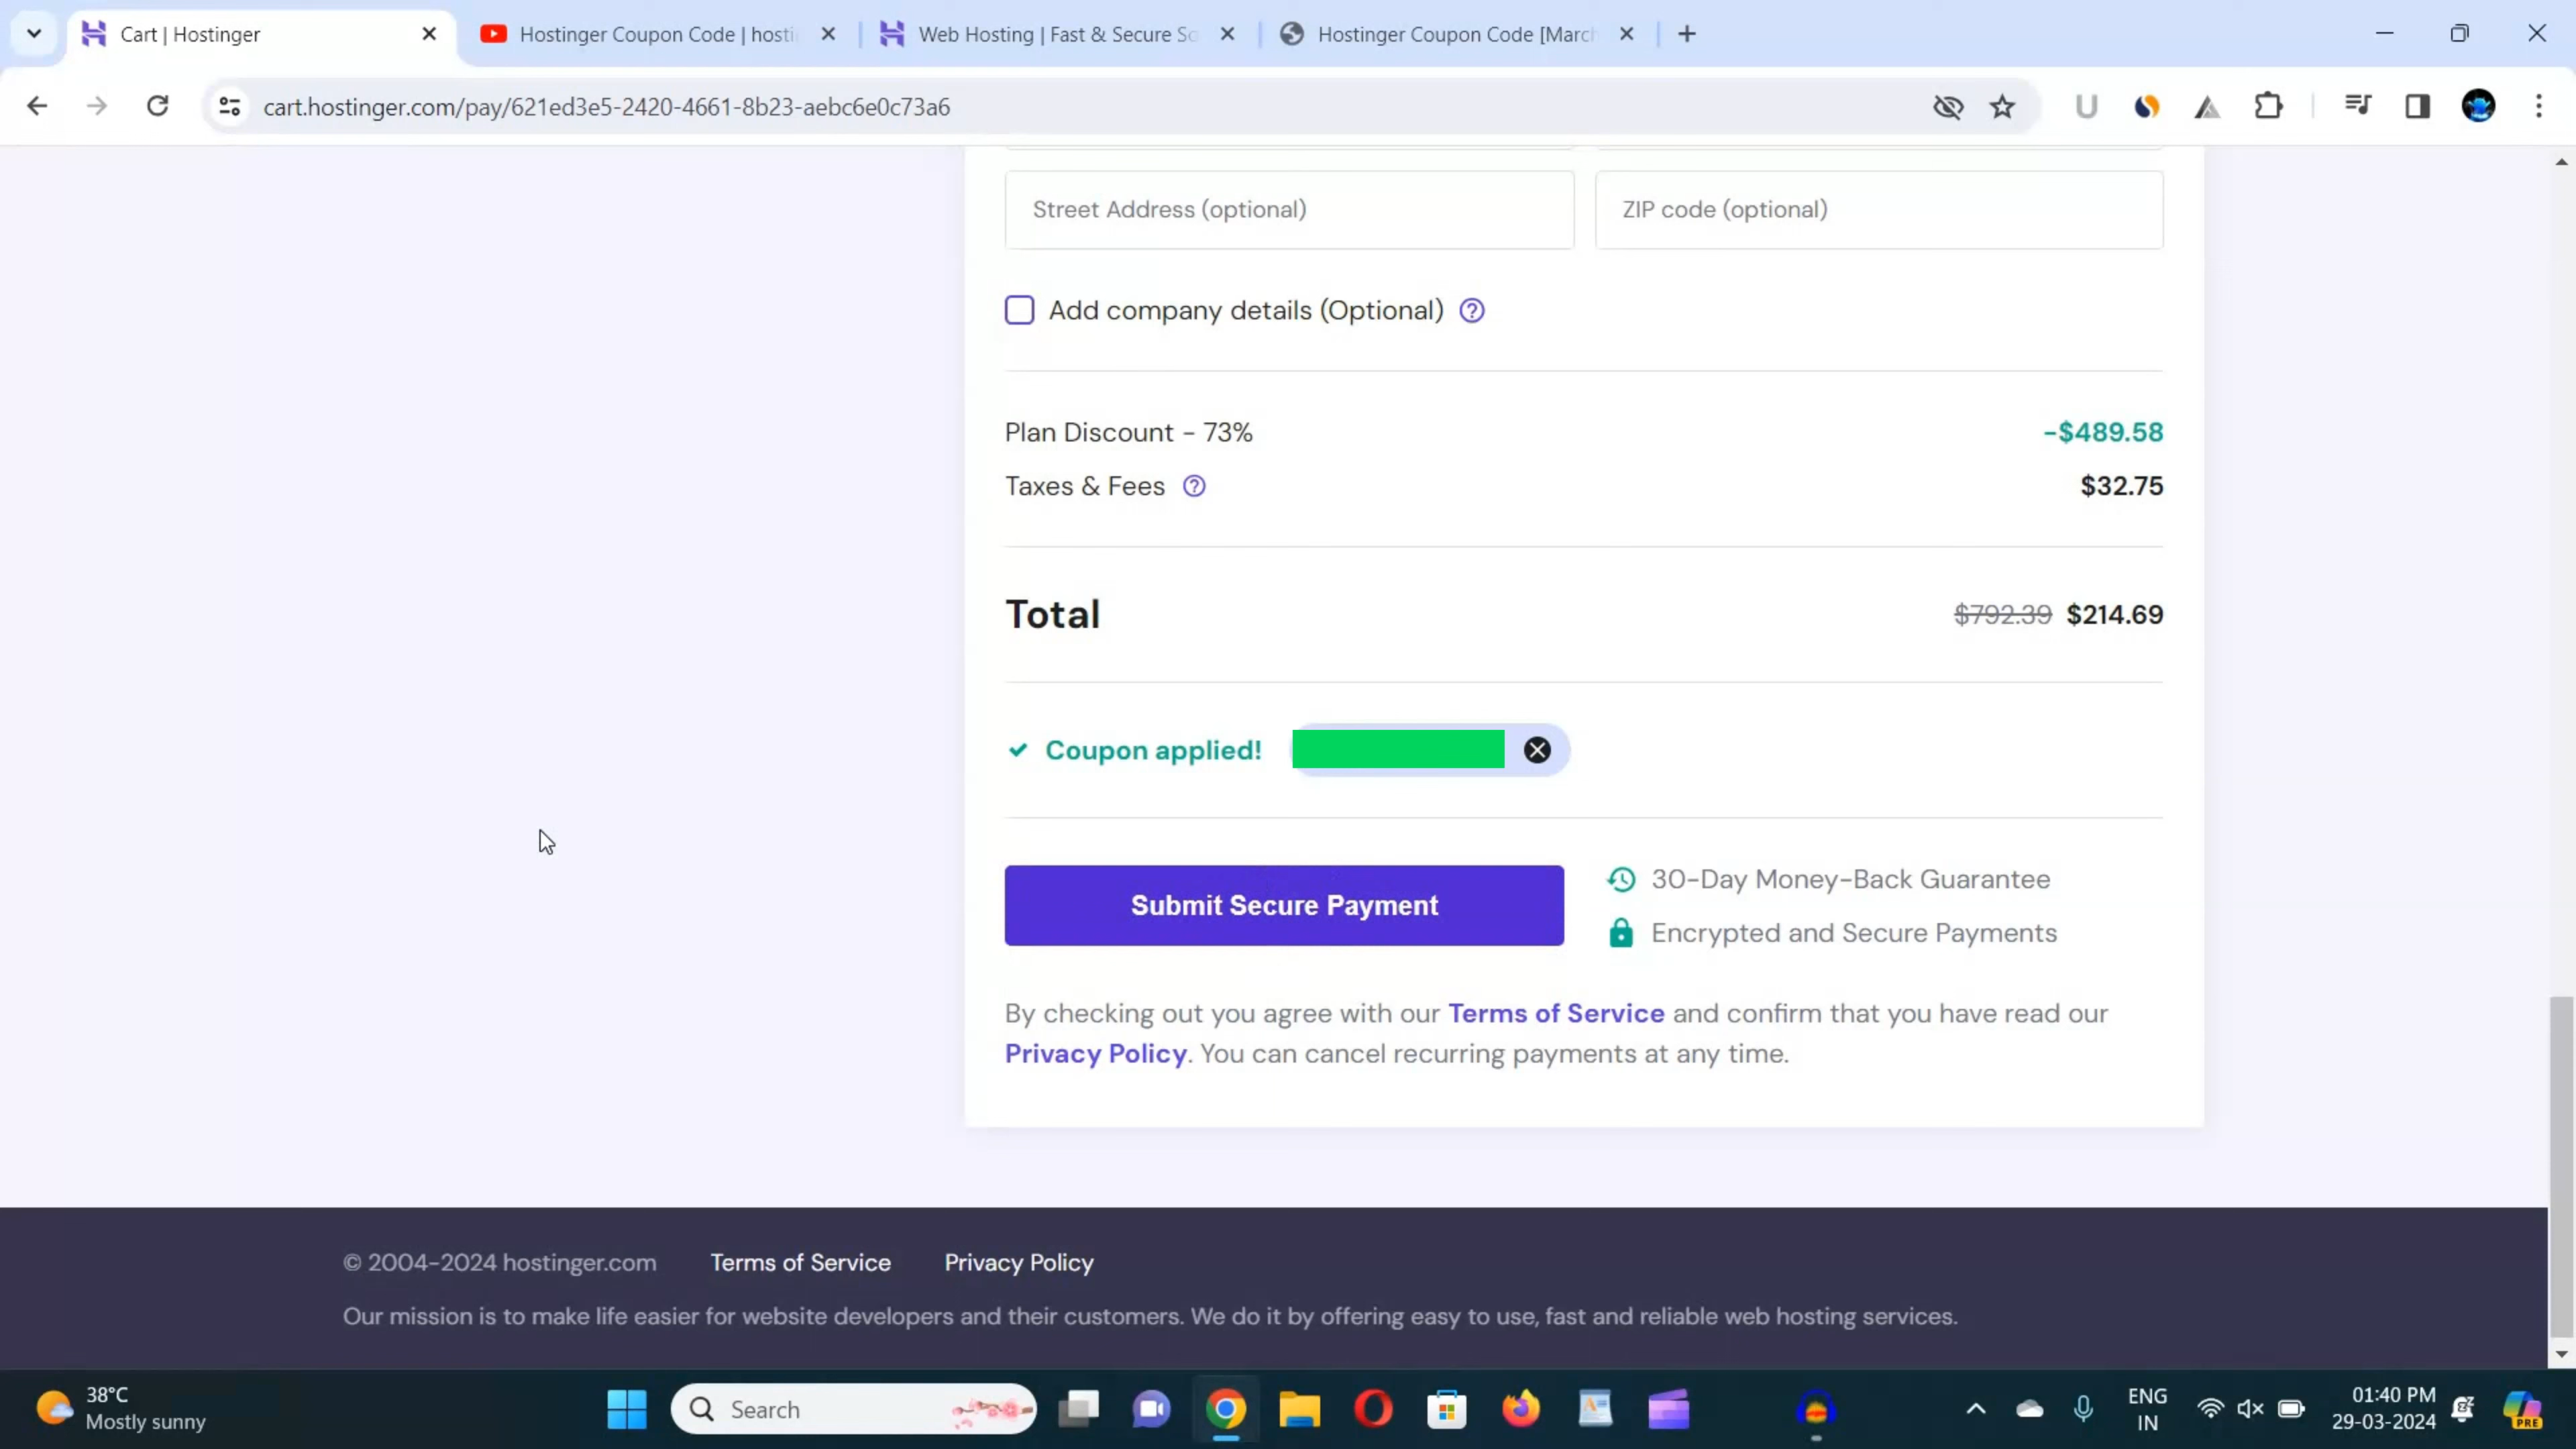 Cart | Hostinger
Hostinger Coupon Code | hosti
Web Hosting | Fast & Secure So
Hostinger Coupon Code [Marc
cart.hostinger.com/pay/621ed3e5-2420-4661-8b23-aebc6e0c73a6
Street Address (optional)
ZIP code (optional)
Add company details (Optional)
Plan Discount - 73%
-$489.58
Taxes & Fees
$32.75
Total
$792.39 $214.69
Coupon applied!
Submit Secure Payment
30-Day Money-Back Guarantee
Encrypted and Secure Payments
By checking out you agree with our Terms of Service and confirm that you have read our
Privacy Policy. You can cancel recurring payments at any time.
© 2004-2024 hostinger.com
Terms of Service
Privacy Policy
Our mission is to make life easier for website developers and their customers. We do it by offering easy to use, fast and reliable web hosting services.
38°C
Mostly sunny
Search
ENG
IN
01:40 PM
29-03-2024
PRE